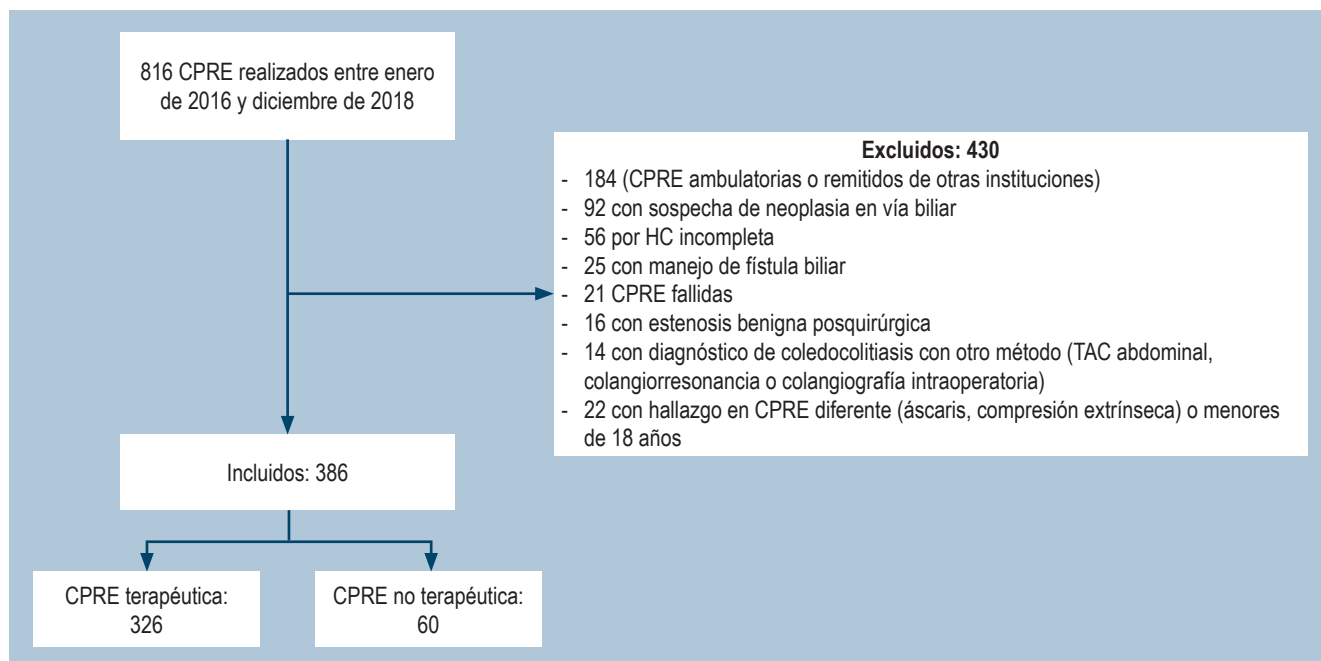 816 CPRE realizados entre enero
de 2016 y diciembre de 2018
Excluidos: 430
- 184 (CPRE ambulatorias o remitidos de otras instituciones)
- 92 con sospecha de neoplasia en vía biliar
- 56 por HC incompleta
- 25 con manejo de fístula biliar
- 21 CPRE fallidas
- 16 con estenosis benigna posquirúrgica
- 14 con diagnóstico de coledocolitiasis con otro método (TAC abdominal,
colangiorresonancia o colangiografía intraoperatoria)
- 22 con hallazgo en CPRE diferente (áscaris, compresión extrínseca) o menores
de 18 años
Incluidos: 386
CPRE terapéutica:
326
CPRE no terapéutica:
60